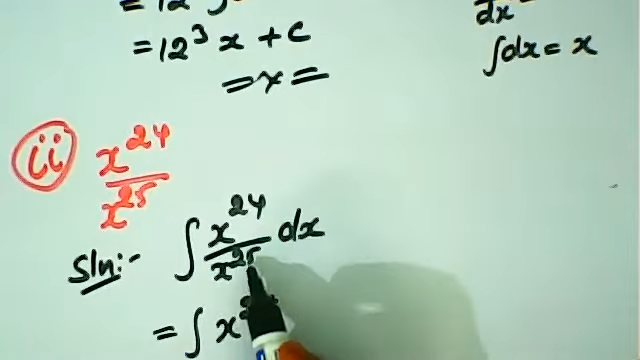 = 12³ x + c
dx
∫dx = x
ii x²⁴/x²⁵
Sln:- ∫ x²⁴/x²⁵ dx
= ∫ x